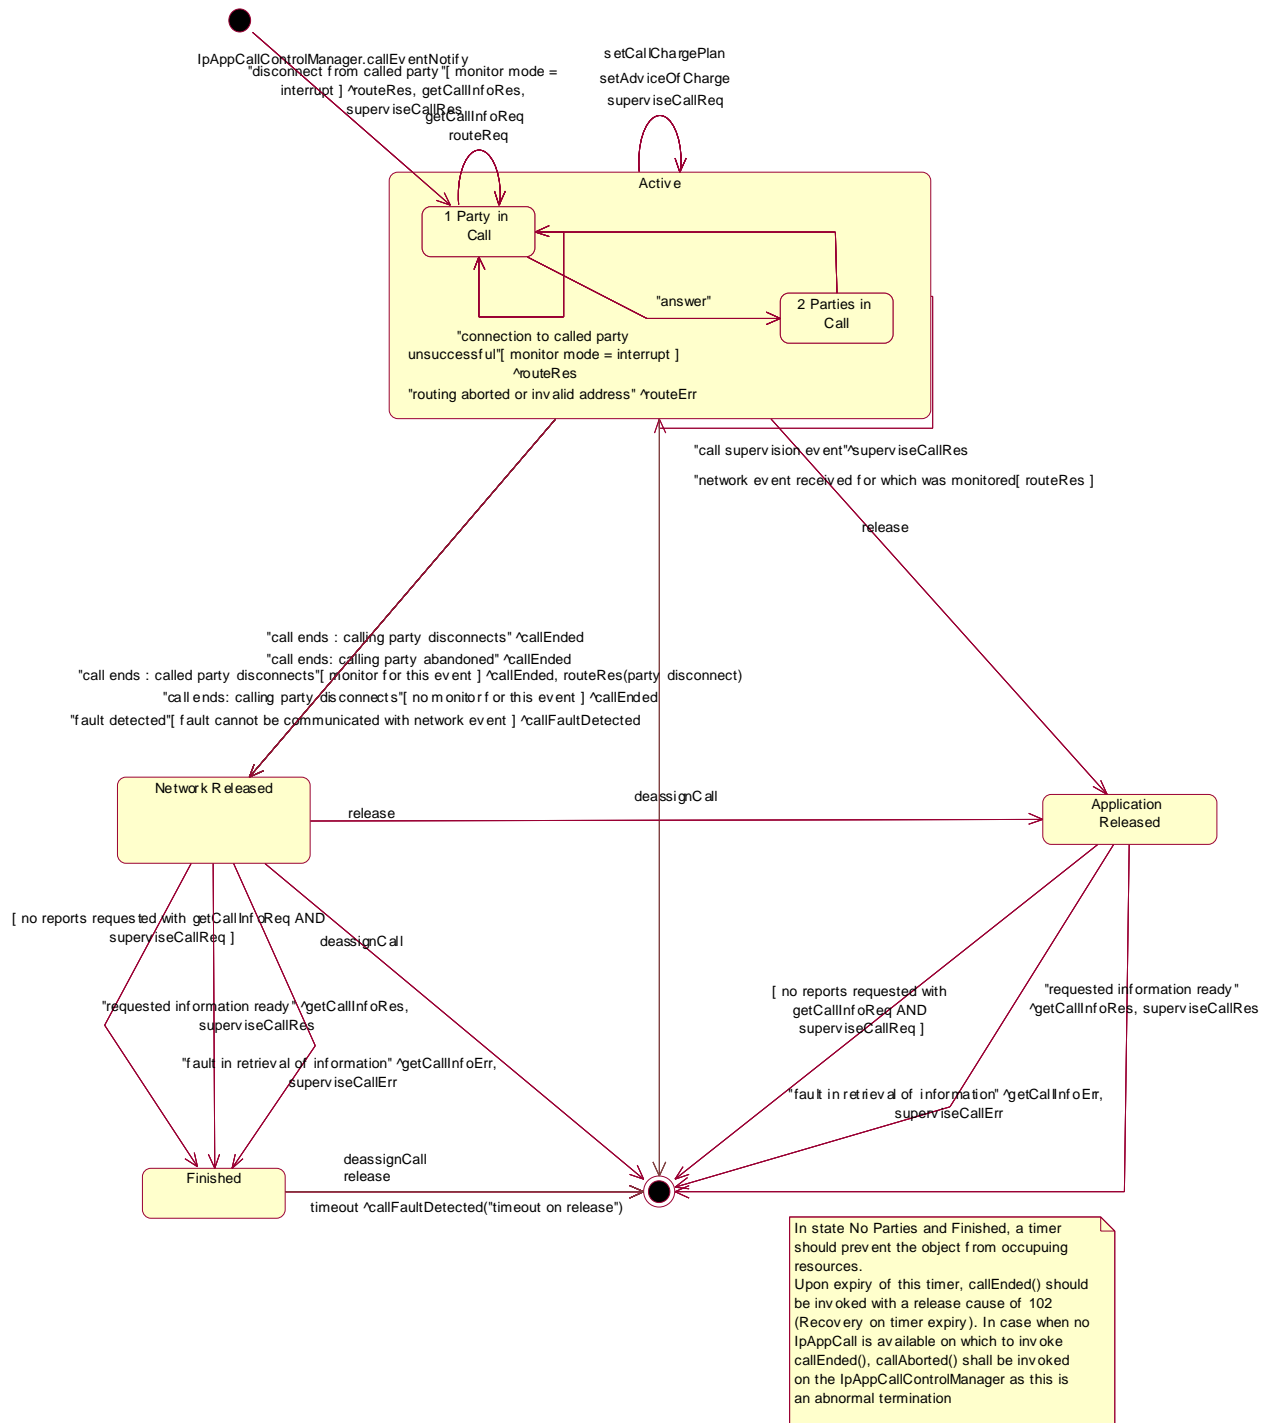 IpAppCallControlManager.callEventNotify
"disconnect from called party"[ monitor mode =
interrupt ] ^routeRes, getCallInfoRes,
superviseCallRes
getCallInfoReq
routeReq
setCallChargePlan
setAdviceOfCharge
superviseCallReq
Active
1 Party in
Call
"answer"
2 Parties in
Call
"connection to called party
unsuccessful"[ monitor mode = interrupt ]
^routeRes
"routing aborted or invalid address" ^routeErr
"call supervision event"^superviseCallRes
"network event received for which was monitored[ routeRes ]
release
"call ends : calling party disconnects" ^callEnded
"call ends: calling party abandoned" ^callEnded
"call ends : called party disconnects"[ monitor for this event ] ^callEnded, routeRes(party disconnect)
"call ends: calling party disconnects"[ no monitor for this event ] ^callEnded
"fault detected"[ fault cannot be communicated with network event ] ^callFaultDetected
Network Released
release
deassignCall
Application
Released
[ no reports requested with getCallInfoReq AND
superviseCallReq ]
deassignCall
"requested information ready" ^getCallInfoRes,
superviseCallRes
"fault in retrieval of information" ^getCallInfoErr,
superviseCallErr
[ no reports requested with
getCallInfoReq AND
superviseCallReq ]
"requested information ready"
^getCallInfoRes, superviseCallRes
"fault in retrieval of information" ^getCallInfoErr,
superviseCallErr
Finished
deassignCall
release
timeout ^callFaultDetected("timeout on release")
In state No Parties and Finished, a timer
should prevent the object from occupuing
resources.
Upon expiry of this timer, callEnded() should
be invoked with a release cause of 102
(Recovery on timer expiry). In case when no
IpAppCall is available on which to invoke
callEnded(), callAborted() shall be invoked
on the IpAppCallControlManager as this is
an abnormal termination